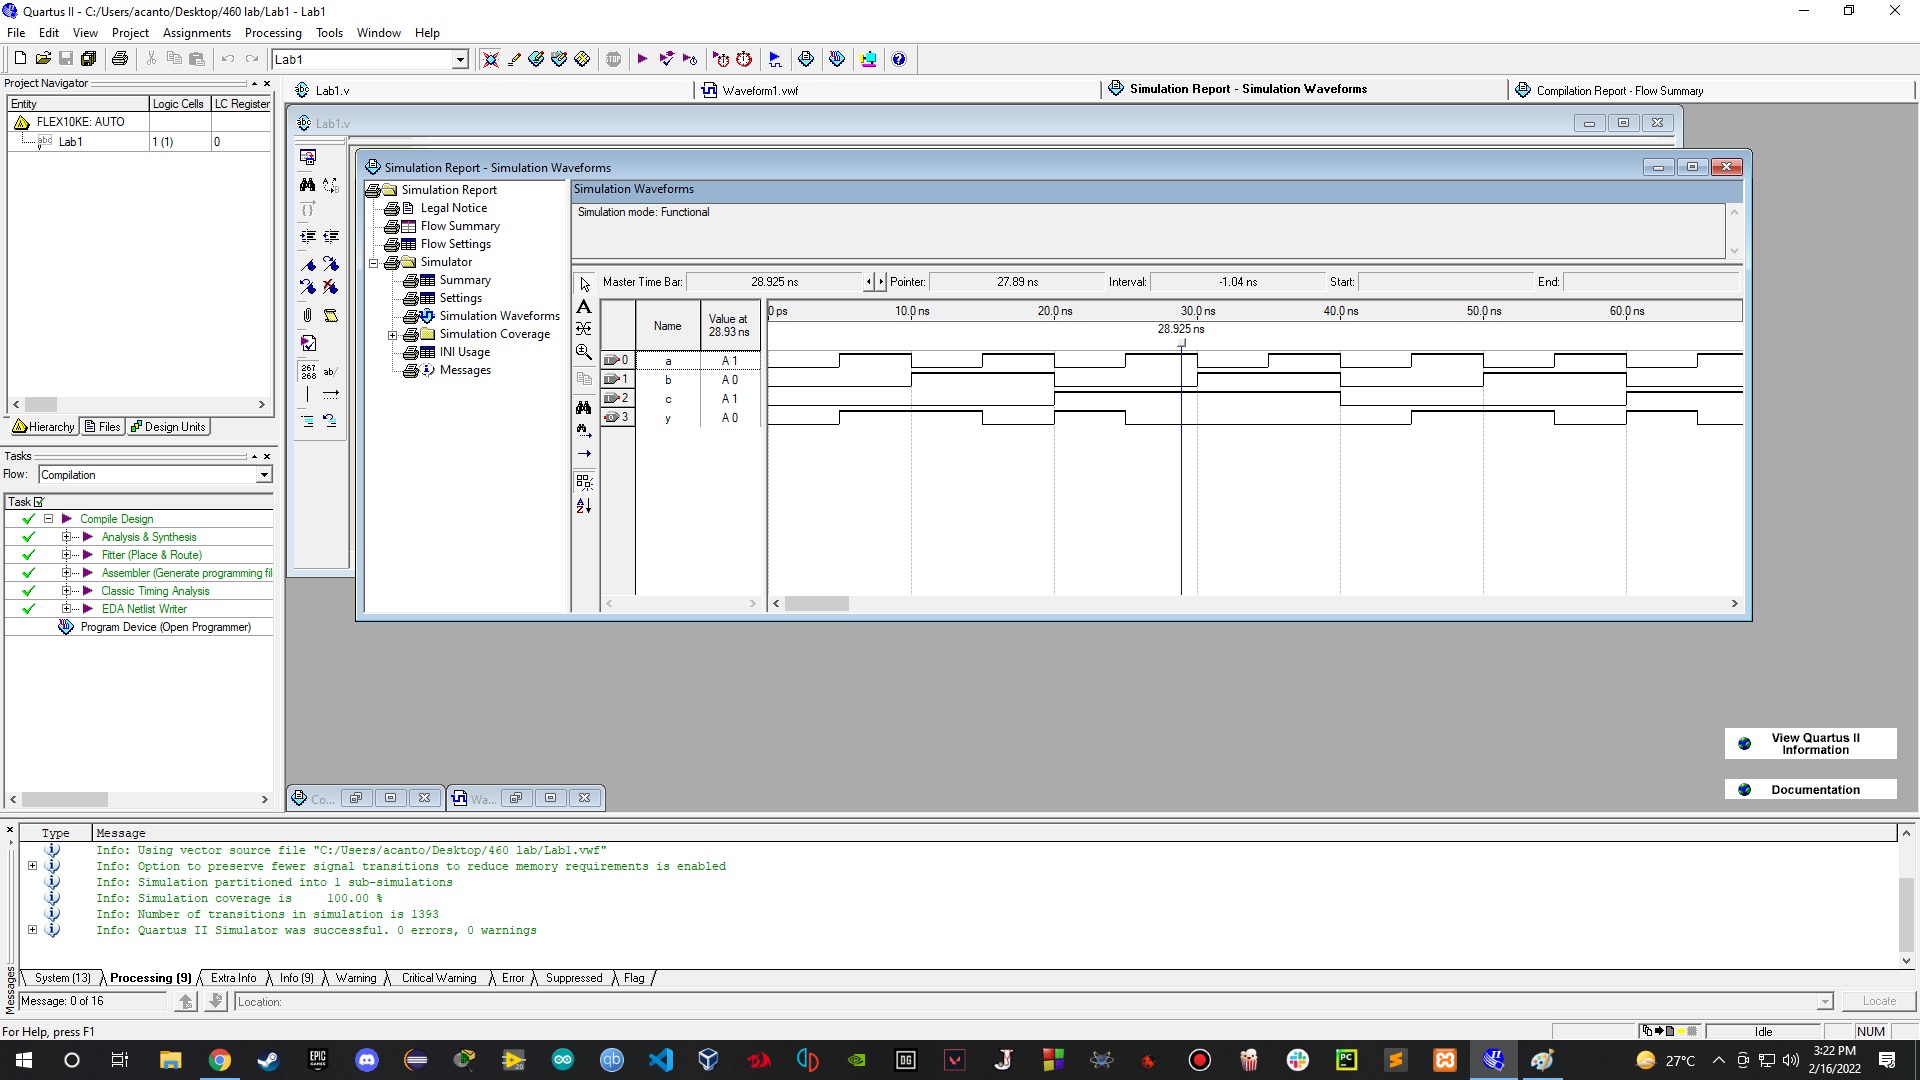 Quartus II - C:/Users/acanto/Desktop/460 lab/Lab1 - Lab1
File Edit View Project Assignments Processing Tools Window Help
Lab1
Project Navigator
Entity Logic Cells LC Register
FLEX10KE: AUTO
Lab1 1 (1) 0
Hierarchy Files Design Units
Tasks
Flow: Compilation
Task
Compile Design
Analysis & Synthesis
Fitter (Place & Route)
Assembler (Generate programming fil
Classic Timing Analysis
EDA Netlist Writer
Program Device (Open Programmer)
Lab1.v Waveform1.vwf Simulation Report - Simulation Waveforms Compilation Report - Flow Summary
Lab1.v
267
268
ab/
Simulation Report - Simulation Waveforms
Simulation Report
Legal Notice
Flow Summary
Flow Settings
Simulator
Summary
Settings
Simulation Waveforms
Simulation Coverage
INI Usage
Messages
Simulation Waveforms
Simulation mode: Functional
Master Time Bar: 28.925 ns Pointer: 27.89 ns Interval: -1.04 ns Start: End:
Name Value at 28.93 ns
0 ps 10.0 ns 20.0 ns 30.0 ns 40.0 ns 50.0 ns 60.0 ns
28.925 ns
0 a A 1
1 b A 0
2 c A 1
3 y A 0
Co... Wa...
View Quartus II
Information
Documentation
Type Message
Info: Using vector source file "C:/Users/acanto/Desktop/460 lab/Lab1.vwf"
Info: Option to preserve fewer signal transitions to reduce memory requirements is enabled
Info: Simulation partitioned into 1 sub-simulations
Info: Simulation coverage is 100.00 %
Info: Number of transitions in simulation is 1393
Info: Quartus II Simulator was successful. 0 errors, 0 warnings
System (13) Processing (9) Extra Info Info (9) Warning Critical Warning Error Suppressed Flag
Messages
Message: 0 of 16 Location: Locate
For Help, press F1 Idle NUM
27°C 3:22 PM
2/16/2022